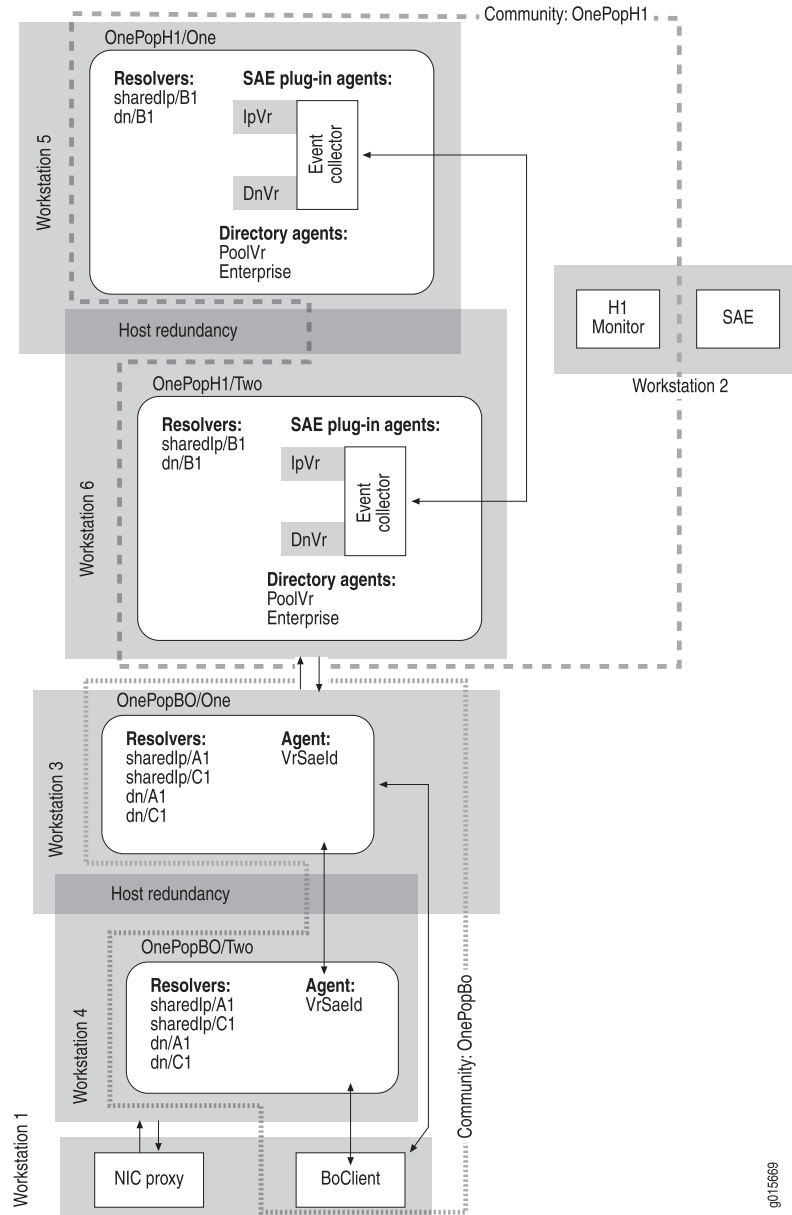 Community: OnePopH1
OnePopH1/One
Resolvers:
sharedIp/B1
dn/B1
SAE plug-in agents:
IpVr
Event
collector
DnVr
Directory agents:
PoolVr
Enterprise
Workstation 5
Host redundancy
H1
Monitor
SAE
Workstation 2
OnePopH1/Two
Resolvers:
sharedIp/B1
dn/B1
SAE plug-in agents:
IpVr
Event
collector
DnVr
Directory agents:
PoolVr
Enterprise
Workstation 6
OnePopBO/One
Resolvers:
sharedIp/A1
sharedIp/C1
dn/A1
dn/C1
Agent:
VrSaeId
Workstation 3
Host redundancy
OnePopBO/Two
Resolvers:
sharedIp/A1
sharedIp/C1
dn/A1
dn/C1
Agent:
VrSaeId
Workstation 4
Community: OnePopBo
Workstation 1
NIC proxy
BoClient
g015669